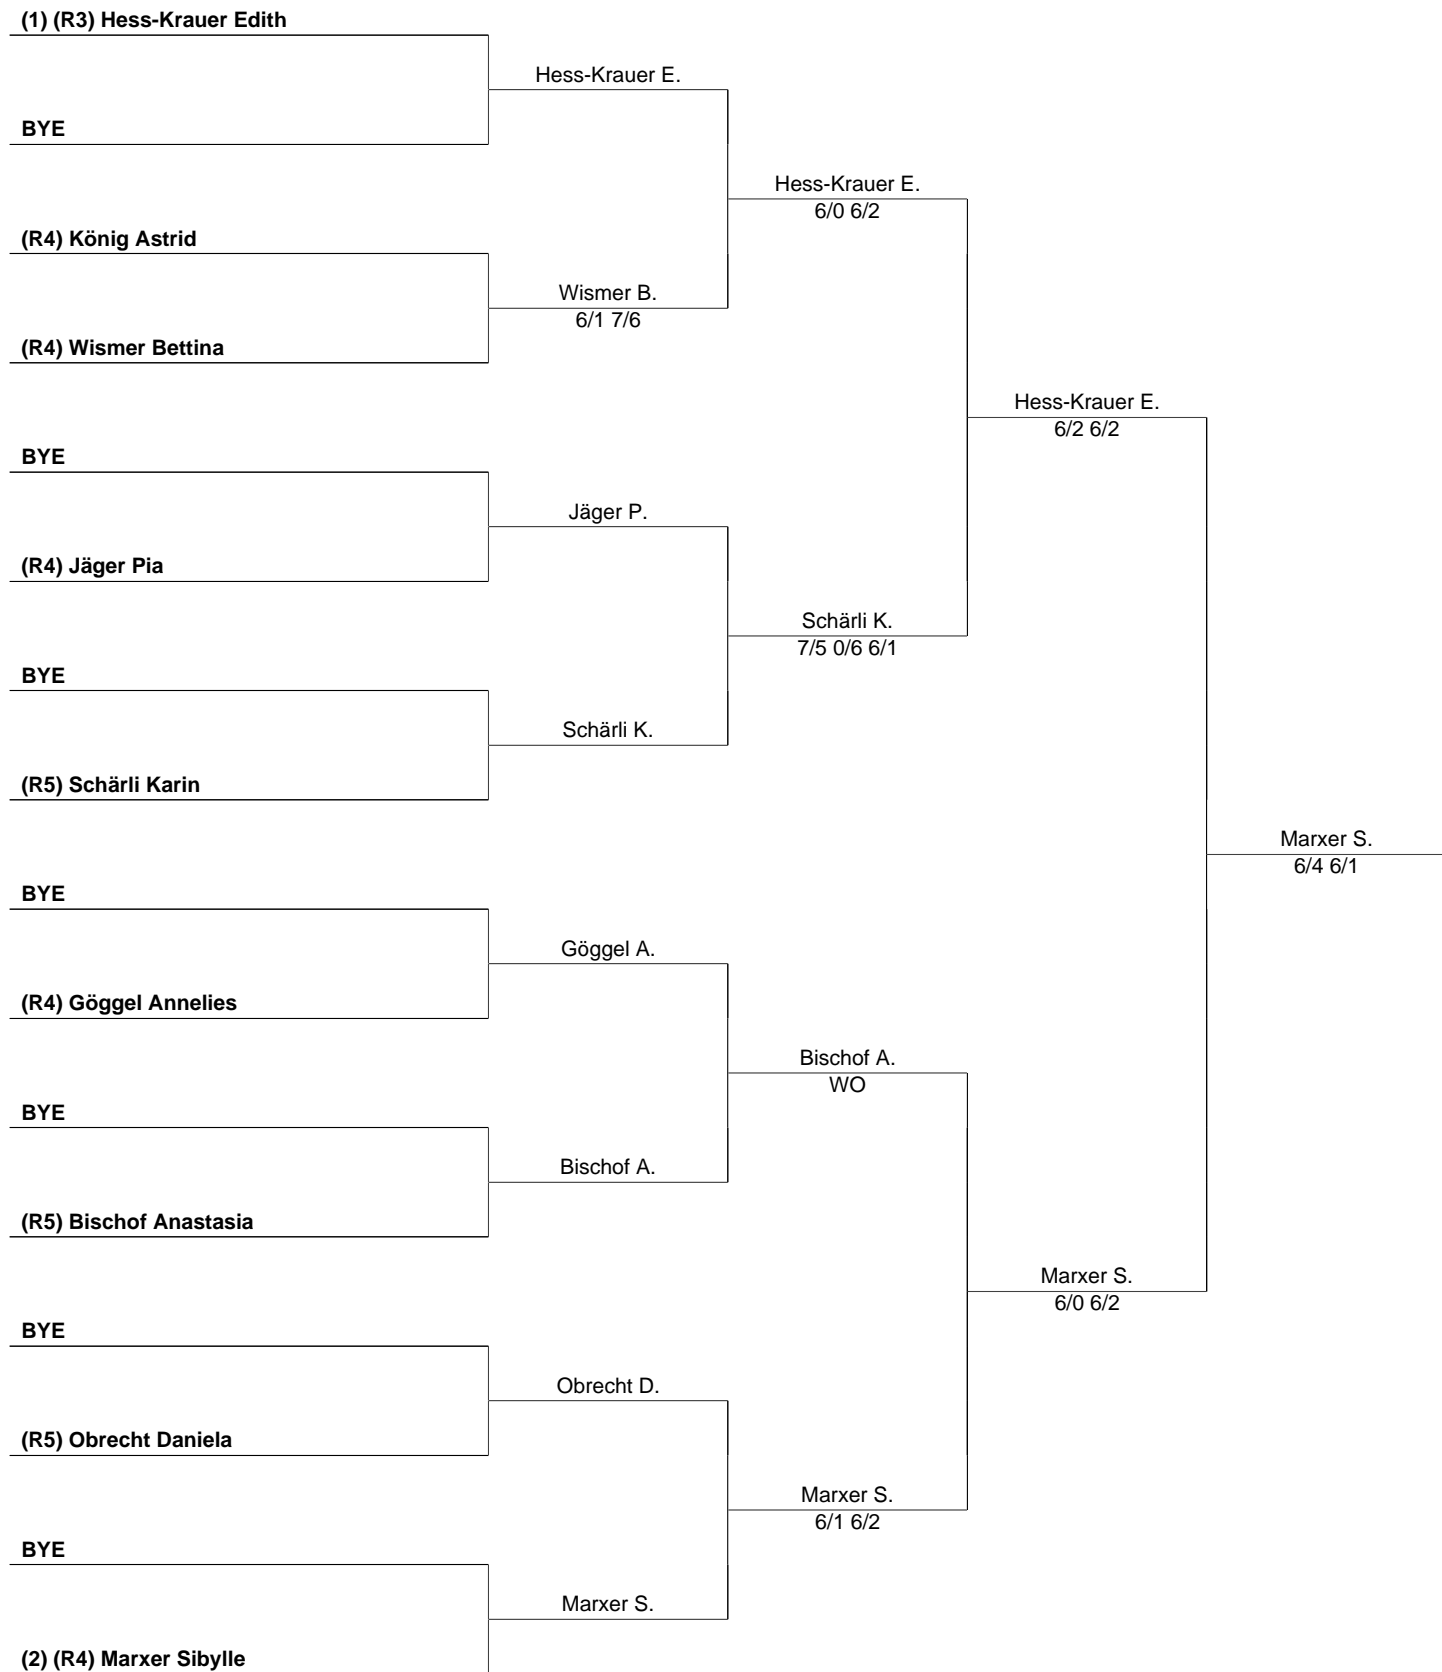 (1) (R3) Hess-Krauer Edith
Hess-Krauer E.
BYE
Hess-Krauer E.
6/0 6/2
(R4) König Astrid
Wismer B.
6/1 7/6
(R4) Wismer Bettina
Hess-Krauer E.
6/2 6/2
BYE
Jäger P.
(R4) Jäger Pia
Schärli K.
7/5 0/6 6/1
BYE
Schärli K.
(R5) Schärli Karin
Marxer S.
6/4 6/1
BYE
Göggel A.
(R4) Göggel Annelies
Bischof A.
WO
BYE
Bischof A.
(R5) Bischof Anastasia
Marxer S.
6/0 6/2
BYE
Obrecht D.
(R5) Obrecht Daniela
Marxer S.
6/1 6/2
BYE
Marxer S.
(2) (R4) Marxer Sibylle